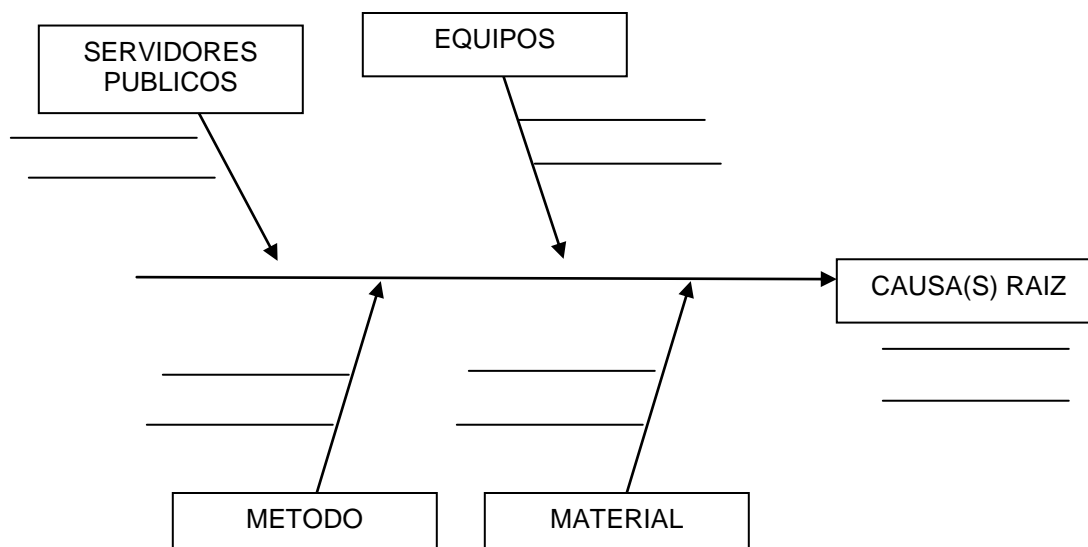 SERVIDORES
PUBLICOS
EQUIPOS
CAUSA(S) RAIZ
METODO
MATERIAL